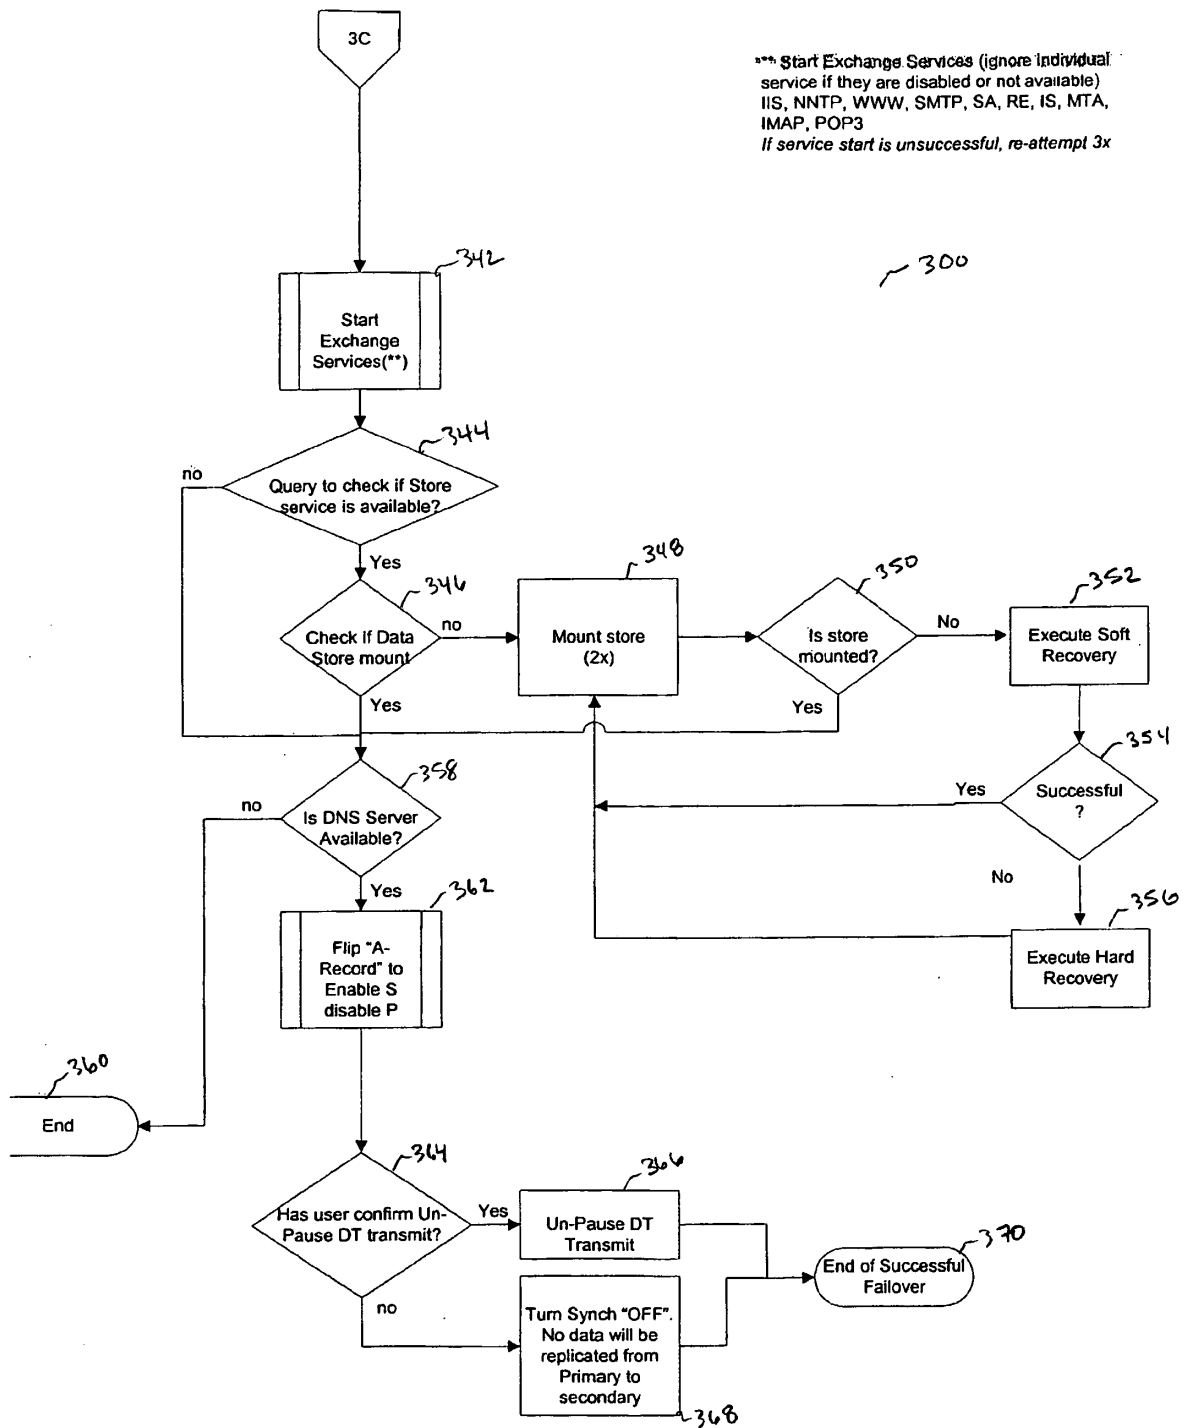 3C
*** Start Exchange Services (ignore individual
service if they are disabled or not available)
IIS, NNTP, WWW, SMTP, SA, RE, IS, MTA,
IMAP, POP3
If service start is unsuccessful, re-attempt 3x
300
342
Start
Exchange
Services(**)
344
no
Query to check if Store
service is available?
Yes
346
Check if Data
Store mount
no
Yes
348
Mount store
(2x)
350
Is store
mounted?
No
Yes
352
Execute Soft
Recovery
354
Successful
?
Yes
No
356
Execute Hard
Recovery
358
no
Is DNS Server
Available?
Yes
362
Flip "A-
Record" to
Enable S
disable P
360
End
364
Has user confirm Un-
Pause DT transmit?
Yes
no
366
Un-Pause DT
Transmit
370
End of Successful
Failover
Turn Synch "OFF".
No data will be
replicated from
Primary to
secondary
368